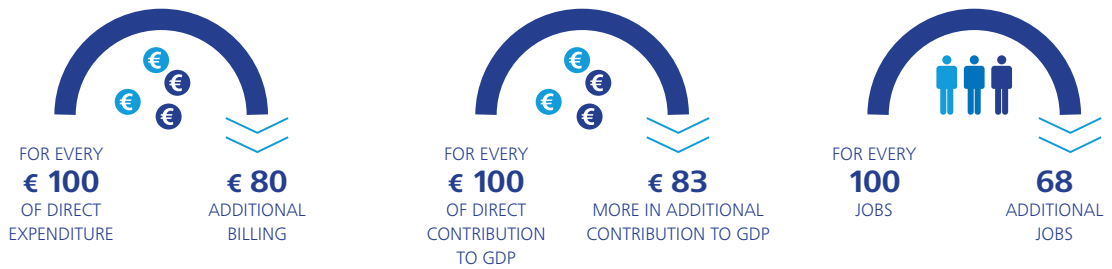 €
€
€
€
FOR EVERY
€ 100
OF DIRECT
EXPENDITURE
€ 80
ADDITIONAL
BILLING
€
€
€
€
FOR EVERY
€ 100
OF DIRECT
CONTRIBUTION
TO GDP
€ 83
MORE IN ADDITIONAL
CONTRIBUTION TO GDP
FOR EVERY
100
JOBS
68
ADDITIONAL
JOBS